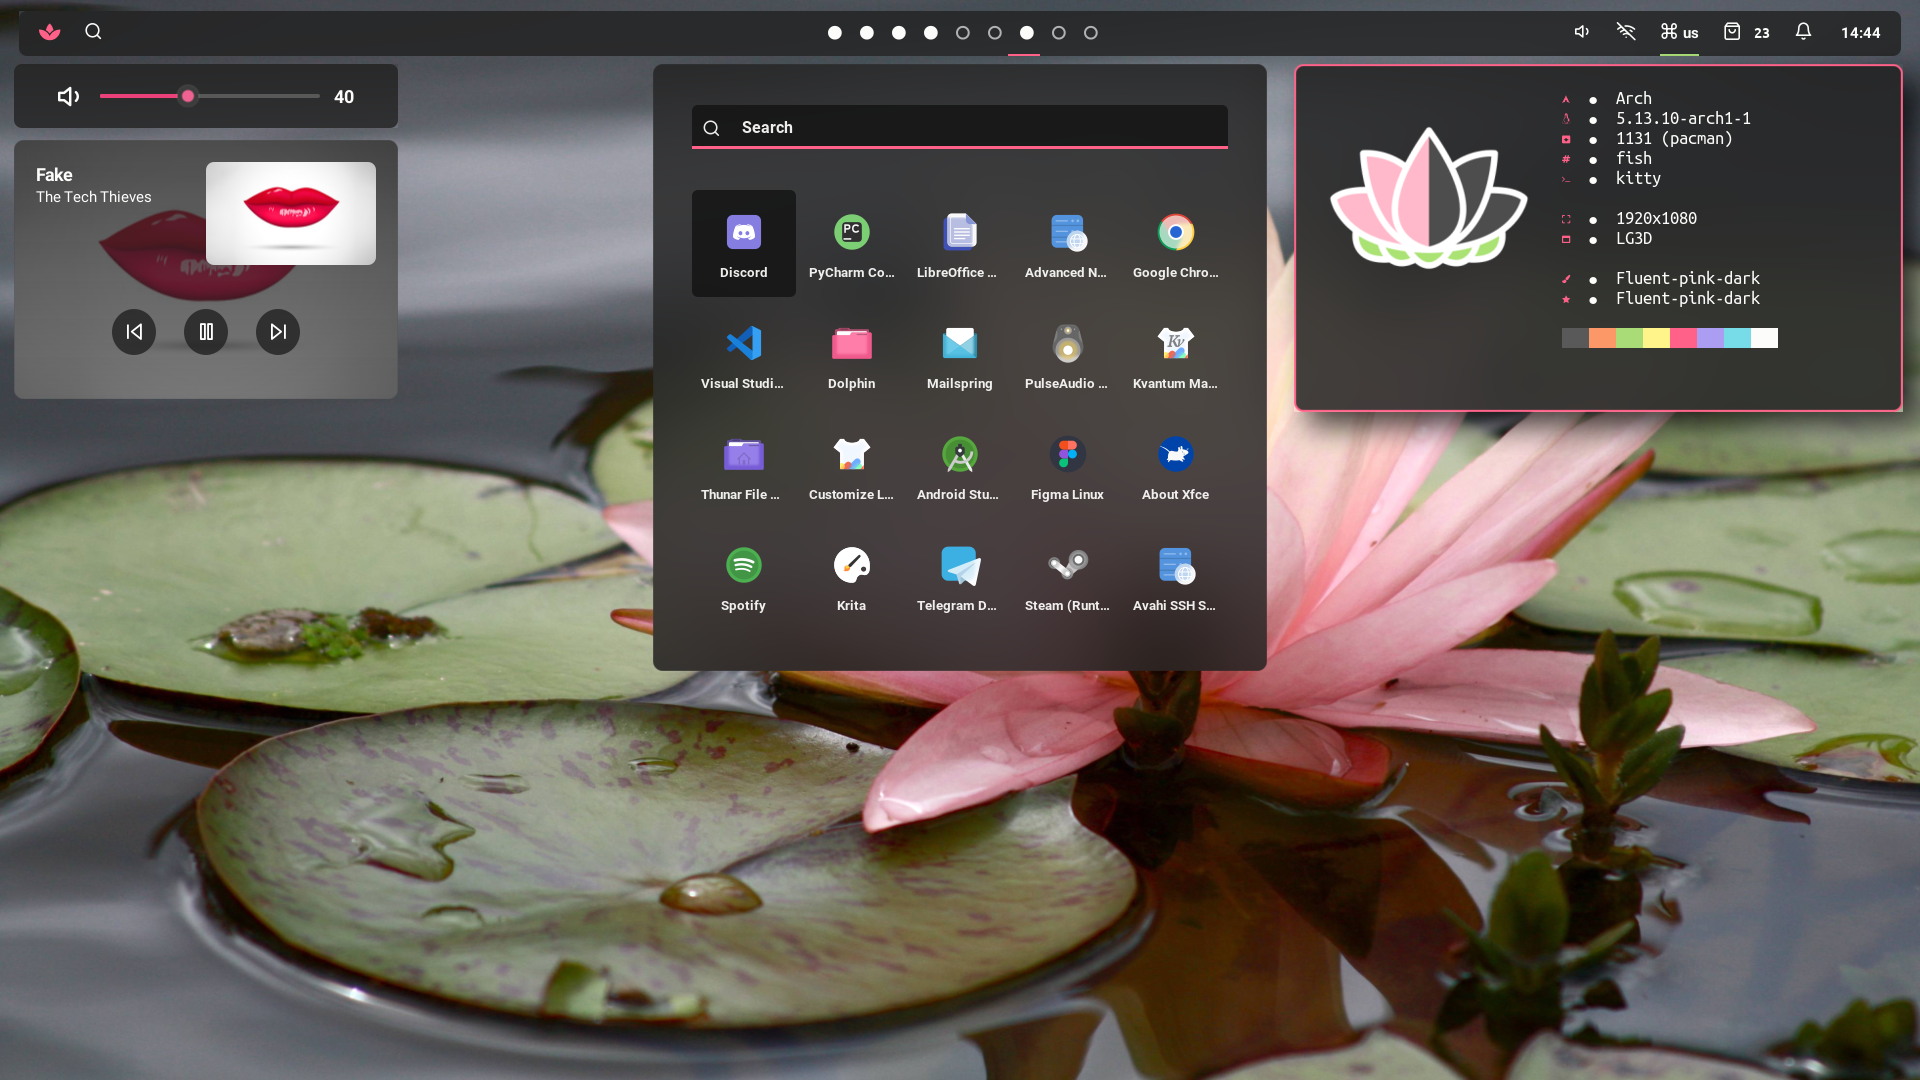 us 23 14:44
40
Fake
The Tech Thieves
Search
Discord PyCharm Co... LibreOffice ... Advanced N... Google Chro...
Visual Studi... Dolphin Mailspring PulseAudio ... Kvantum Ma...
Thunar File ... Customize L... Android Stu... Figma Linux About Xfce
Spotify Krita Telegram D... Steam (Runt... Avahi SSH S...
Arch
5.13.10-arch1-1
1131 (pacman)
fish
kitty
1920x1080
LG3D
Fluent-pink-dark
Fluent-pink-dark